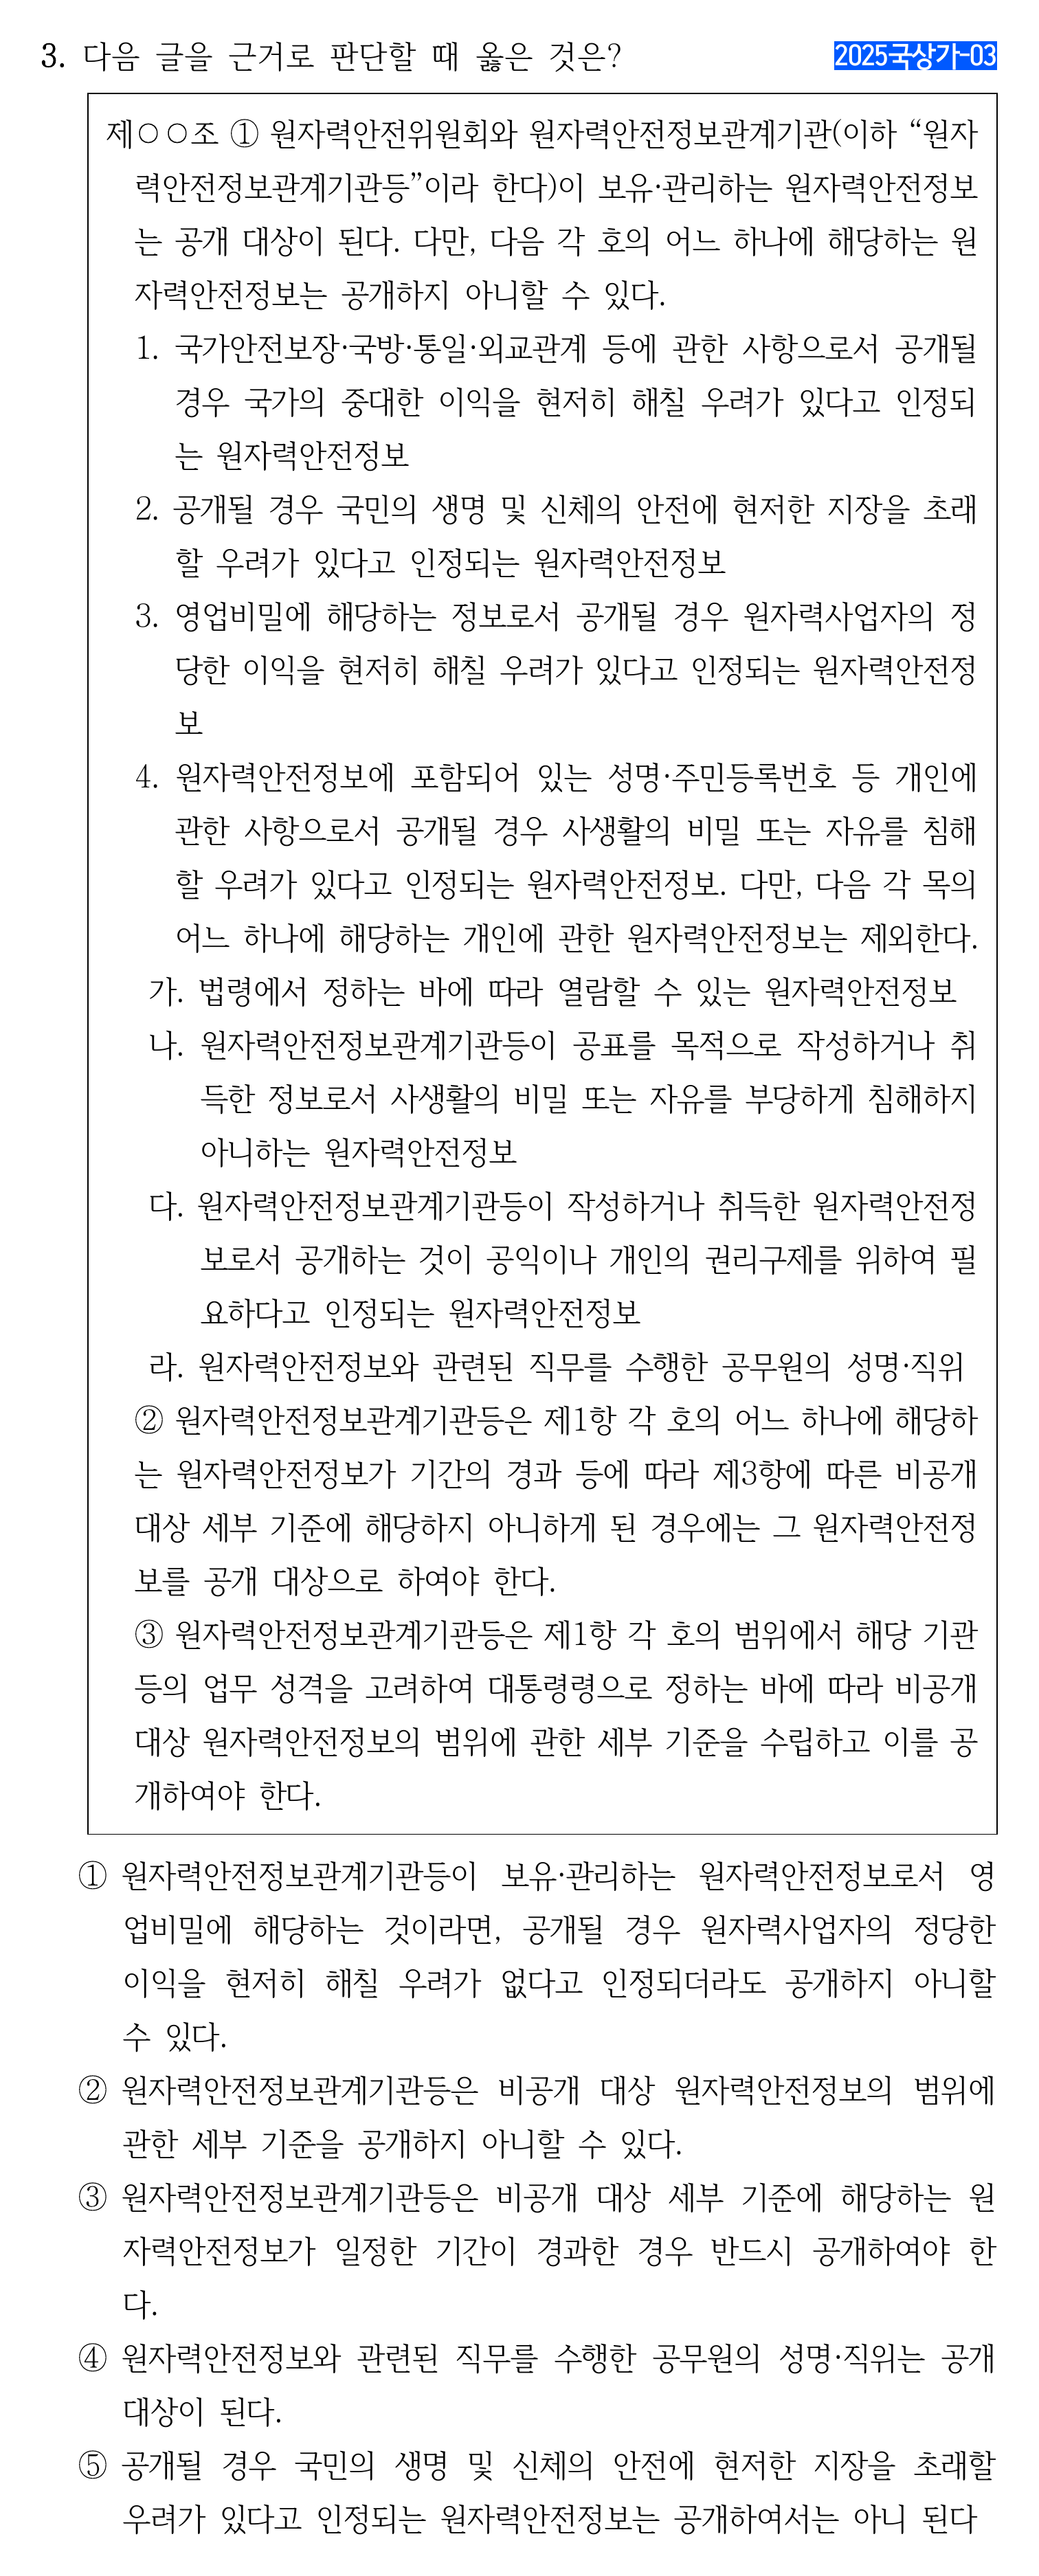 3. 다음 글을 근거로 판단할 때 옳은 것은?
2025국상가-03
제○○조 ① 원자력안전위원회와 원자력안전정보관계기관(이하 “원자
력안전정보관계기관등”이라 한다)이 보유·관리하는 원자력안전정보
는 공개 대상이 된다. 다만, 다음 각 호의 어느 하나에 해당하는 원
자력안전정보는 공개하지 아니할 수 있다.
1. 국가안전보장·국방·통일·외교관계 등에 관한 사항으로서 공개될
경우 국가의 중대한 이익을 현저히 해칠 우려가 있다고 인정되
는 원자력안전정보
2. 공개될 경우 국민의 생명 및 신체의 안전에 현저한 지장을 초래
할 우려가 있다고 인정되는 원자력안전정보
3. 영업비밀에 해당하는 정보로서 공개될 경우 원자력사업자의 정
당한 이익을 현저히 해칠 우려가 있다고 인정되는 원자력안전정
보
4. 원자력안전정보에 포함되어 있는 성명·주민등록번호 등 개인에
관한 사항으로서 공개될 경우 사생활의 비밀 또는 자유를 침해
할 우려가 있다고 인정되는 원자력안전정보. 다만, 다음 각 목의
어느 하나에 해당하는 개인에 관한 원자력안전정보는 제외한다.
가. 법령에서 정하는 바에 따라 열람할 수 있는 원자력안전정보
나. 원자력안전정보관계기관등이 공표를 목적으로 작성하거나 취
득한 정보로서 사생활의 비밀 또는 자유를 부당하게 침해하지
아니하는 원자력안전정보
다. 원자력안전정보관계기관등이 작성하거나 취득한 원자력안전정
보로서 공개하는 것이 공익이나 개인의 권리구제를 위하여 필
요하다고 인정되는 원자력안전정보
라. 원자력안전정보와 관련된 직무를 수행한 공무원의 성명·직위
② 원자력안전정보관계기관등은 제1항 각 호의 어느 하나에 해당하
는 원자력안전정보가 기간의 경과 등에 따라 제3항에 따른 비공개
대상 세부 기준에 해당하지 아니하게 된 경우에는 그 원자력안전정
보를 공개 대상으로 하여야 한다.
③ 원자력안전정보관계기관등은 제1항 각 호의 범위에서 해당 기관
등의 업무 성격을 고려하여 대통령령으로 정하는 바에 따라 비공개
대상 원자력안전정보의 범위에 관한 세부 기준을 수립하고 이를 공
개하여야 한다.
① 원자력안전정보관계기관등이 보유·관리하는 원자력안전정보로서 영
업비밀에 해당하는 것이라면, 공개될 경우 원자력사업자의 정당한
이익을 현저히 해칠 우려가 없다고 인정되더라도 공개하지 아니할
수 있다.
② 원자력안전정보관계기관등은 비공개 대상 원자력안전정보의 범위에
관한 세부 기준을 공개하지 아니할 수 있다.
③ 원자력안전정보관계기관등은 비공개 대상 세부 기준에 해당하는 원
자력안전정보가 일정한 기간이 경과한 경우 반드시 공개하여야 한
다.
④ 원자력안전정보와 관련된 직무를 수행한 공무원의 성명·직위는 공개
대상이 된다.
⑤ 공개될 경우 국민의 생명 및 신체의 안전에 현저한 지장을 초래할
우려가 있다고 인정되는 원자력안전정보는 공개하여서는 아니 된다